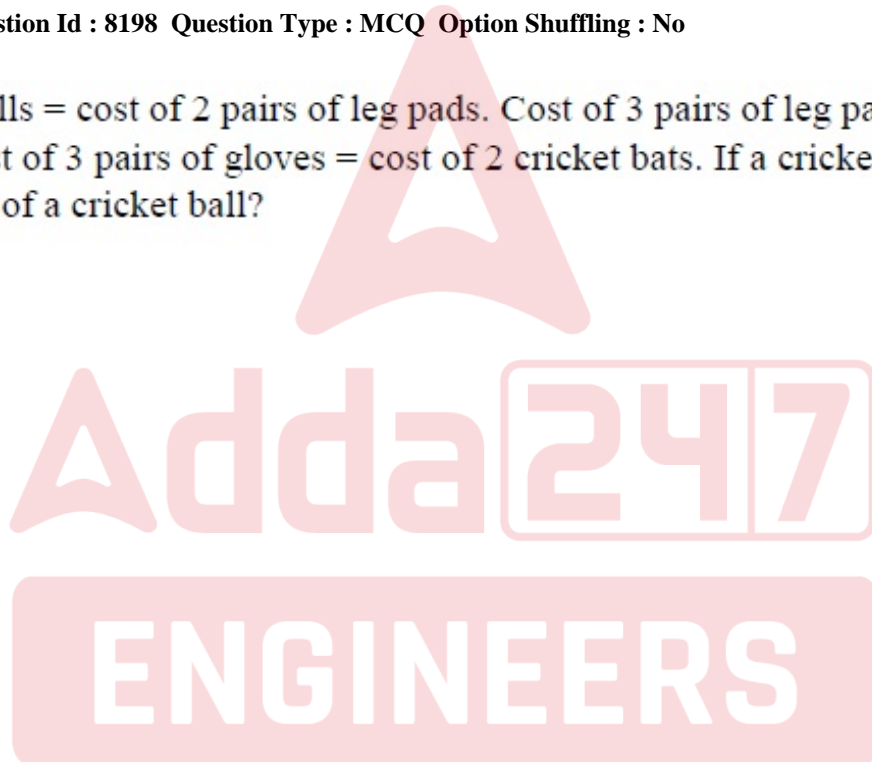 stion Id : 8198 Question Type : MCQ Option Shuffling : No
lls = cost of 2 pairs of leg pads. Cost of 3 pairs of leg pa
t of 3 pairs of gloves = cost of 2 cricket bats. If a cricke
of a cricket ball?
Adda247
ENGINEERS